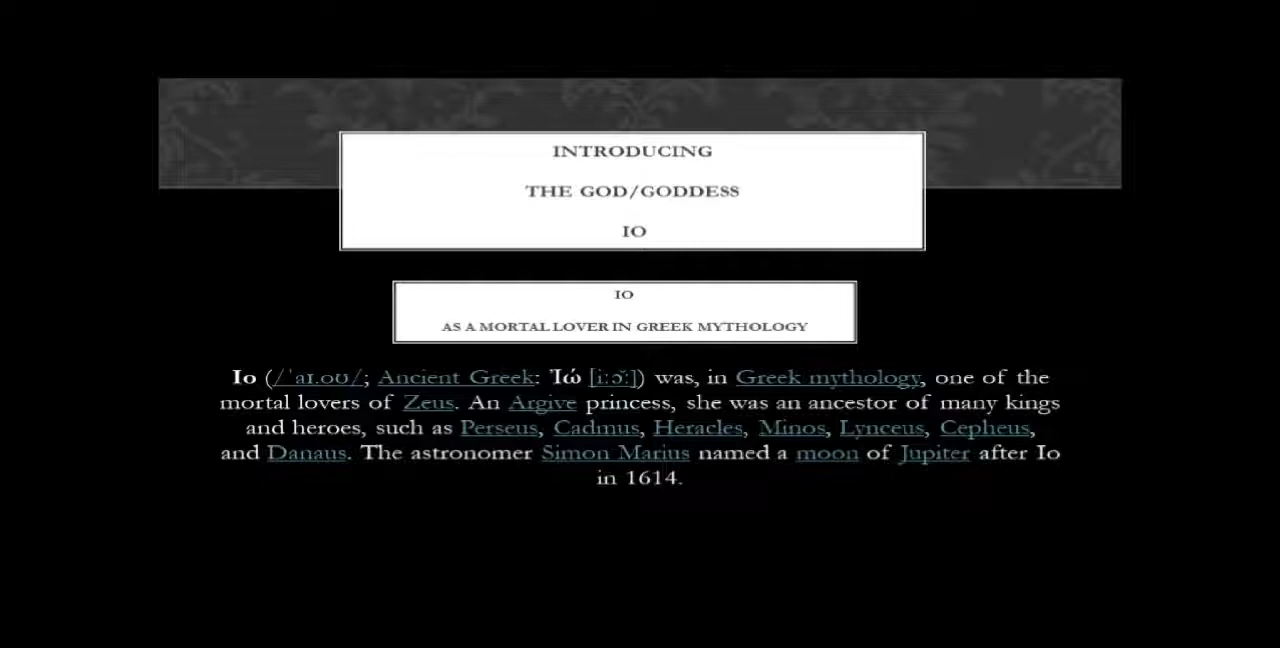 INTRODUCING
THE GOD/GODDESS
IO
IO
AS A MORTAL LOVER IN GREEK MYTHOLOGY
Io (/ˈaɪ.oʊ/; Ancient Greek: Ἰώ [iːɔ̌ː]) was, in Greek mythology, one of the
mortal lovers of Zeus. An Argive princess, she was an ancestor of many kings
and heroes, such as Perseus, Cadmus, Heracles, Minos, Lynceus, Cepheus,
and Danaus. The astronomer Simon Marius named a moon of Jupiter after Io
in 1614.